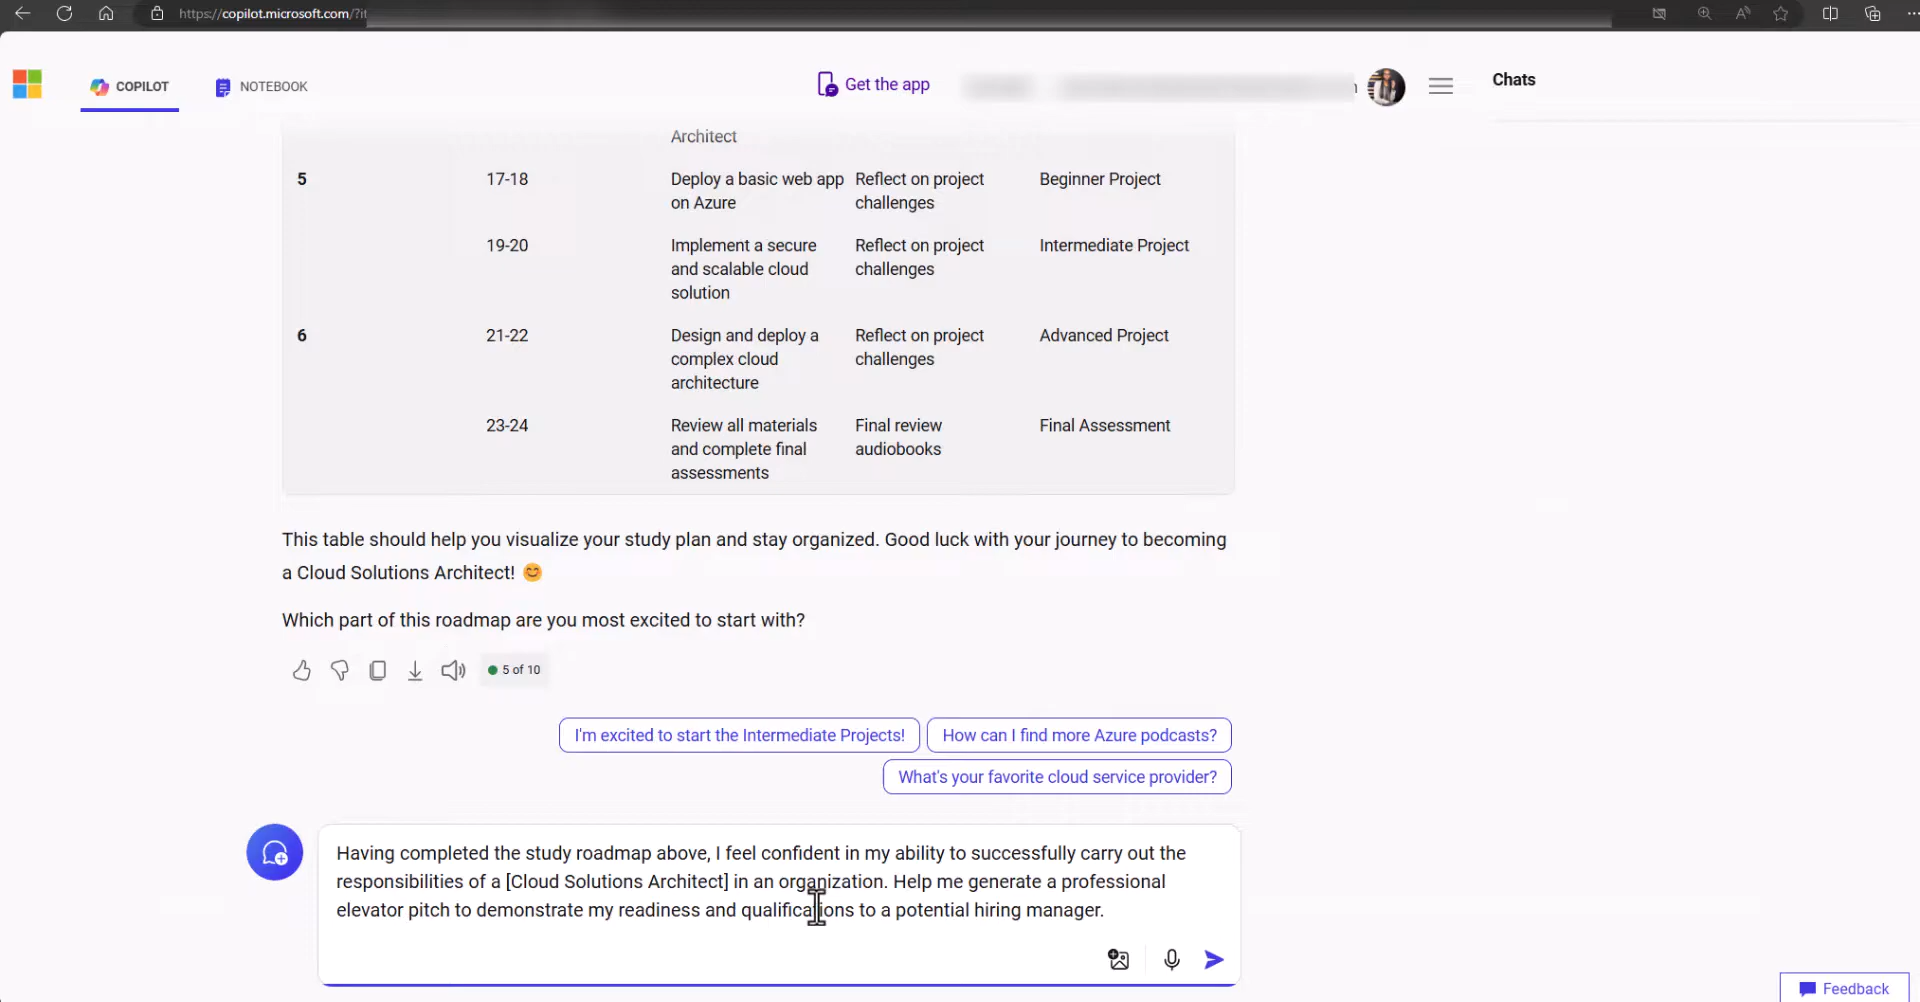 https://copilot.microsoft.com/?it
COPILOT
NOTEBOOK
Get the app
Chats
Architect
5 17-18 Deploy a basic web app Reflect on project Beginner Project
on Azure challenges
19-20 Implement a secure Reflect on project Intermediate Project
and scalable cloud challenges
solution
6 21-22 Design and deploy a Reflect on project Advanced Project
complex cloud challenges
architecture
23-24 Review all materials Final review Final Assessment
and complete final audiobooks
assessments
This table should help you visualize your study plan and stay organized. Good luck with your journey to becoming
a Cloud Solutions Architect! 😊
Which part of this roadmap are you most excited to start with?
5 of 10
I'm excited to start the Intermediate Projects! How can I find more Azure podcasts?
What's your favorite cloud service provider?
Having completed the study roadmap above, I feel confident in my ability to successfully carry out the
responsibilities of a [Cloud Solutions Architect] in an organization. Help me generate a professional
elevator pitch to demonstrate my readiness and qualifications to a potential hiring manager.
Feedback